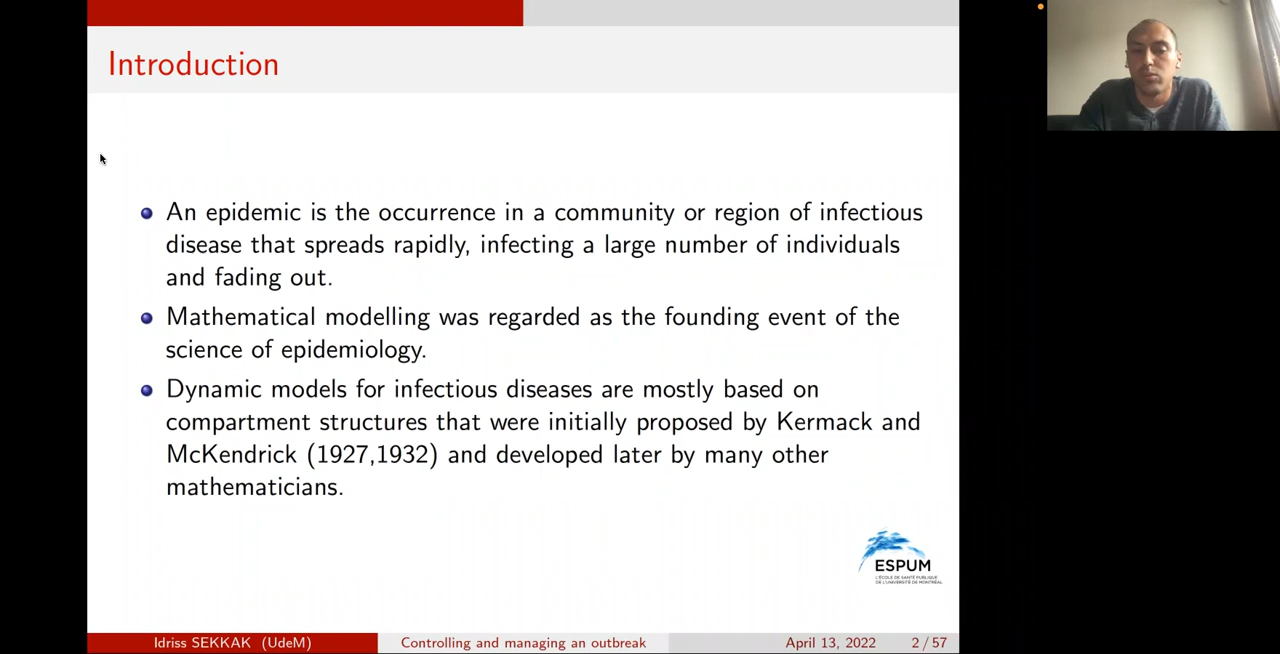 Introduction
An epidemic is the occurrence in a community or region of infectious
disease that spreads rapidly, infecting a large number of individuals
and fading out.
Mathematical modelling was regarded as the founding event of the
science of epidemiology.
Dynamic models for infectious diseases are mostly based on
compartment structures that were initially proposed by Kermack and
McKendrick (1927,1932) and developed later by many other
mathematicians.
ESPUM
L'ÉCOLE DE SANTÉ PUBLIQUE
DE L'UNIVERSITÉ DE MONTRÉAL
Idriss SEKKAK (UdeM) Controlling and managing an outbreak April 13, 2022 2 / 57